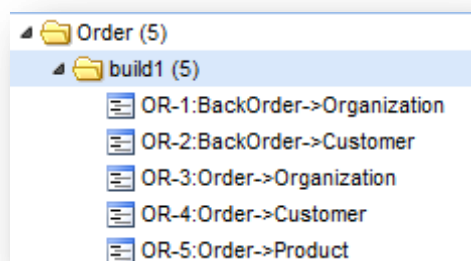 Order (5)
build1 (5)
OR-1:BackOrder->Organization
OR-2:BackOrder->Customer
OR-3:Order->Organization
OR-4:Order->Customer
OR-5:Order->Product